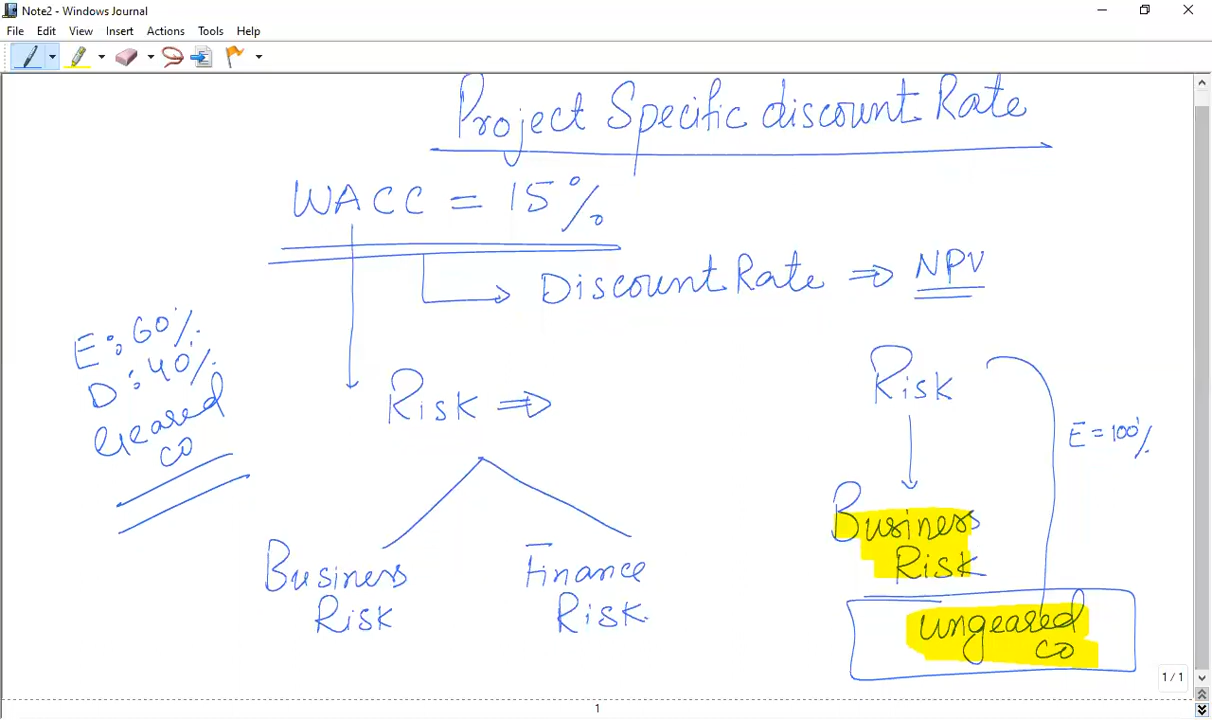 Note2 - Windows Journal
File Edit View Insert Actions Tools Help
Project Specific discount Rate
WACC = 15%
Discount Rate ⇒ NPV
E: 60%
D: 40%
Geared
co
Risk ⇒
Business
Risk
Finance
Risk
Risk
E = 100%
Business
Risk
ungeared
co
1 / 1
1